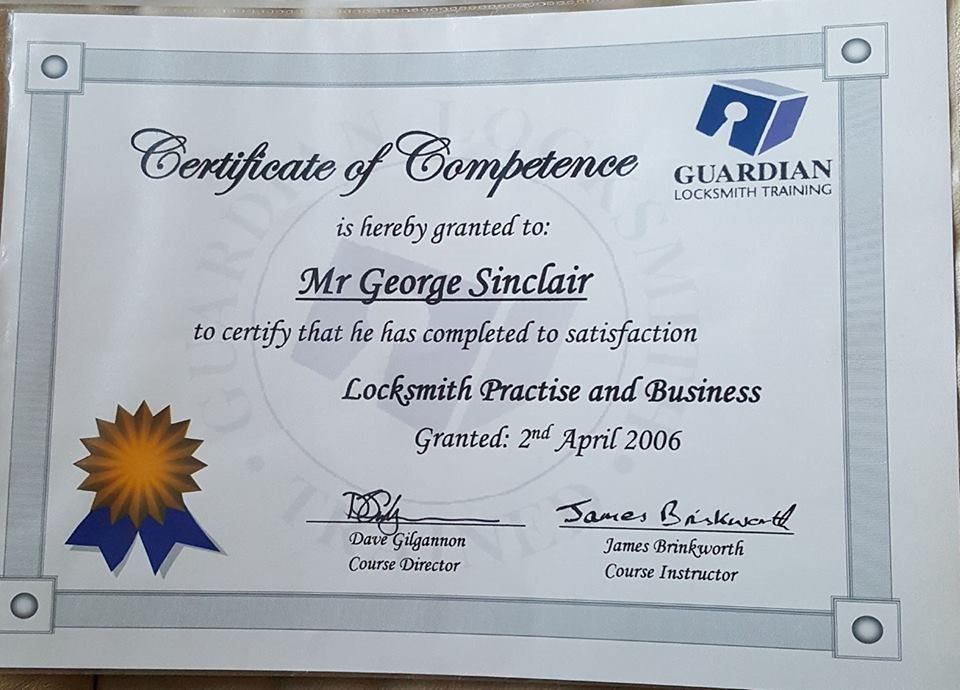 Certificate of Competence
GUARDIAN
LOCKSMITH TRAINING
is hereby granted to:
Mr George Sinclair
to certify that he has completed to satisfaction
Locksmith Practise and Business
Granted: 2nd April 2006
James Brinkworth
Dave Gilgannon
Course Director
James Brinkworth
Course Instructor
GUARDIAN LOCKSMITH